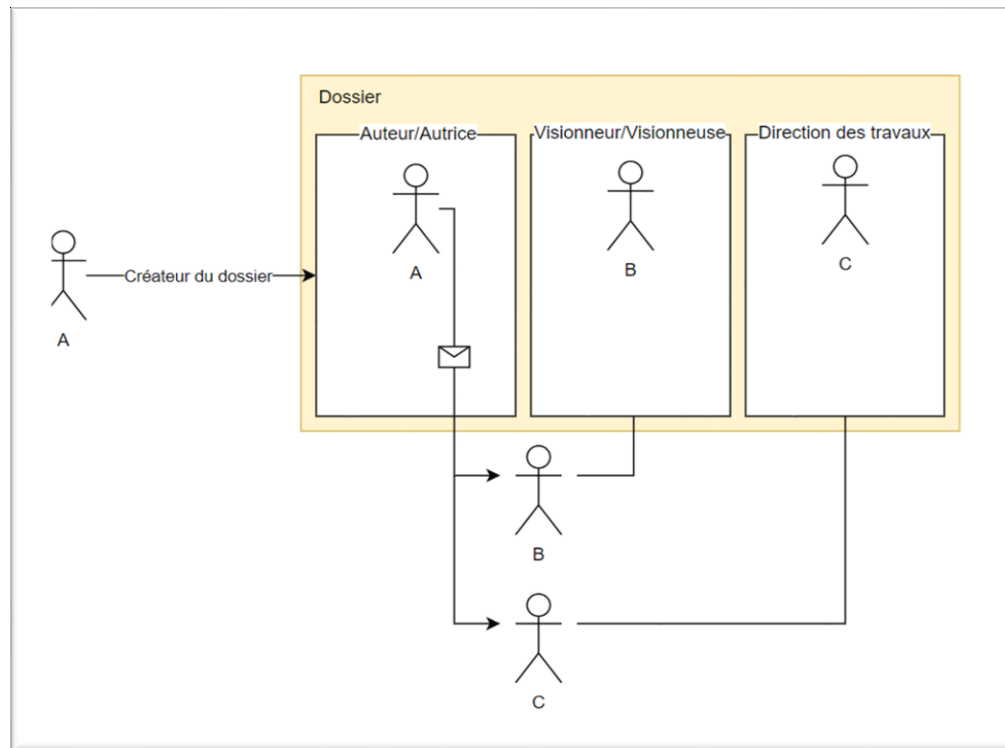 Dossier
Auteur/Autrice
Visionneur/Visionneuse
Direction des travaux
A
B
C
Créateur du dossier
A
B
C